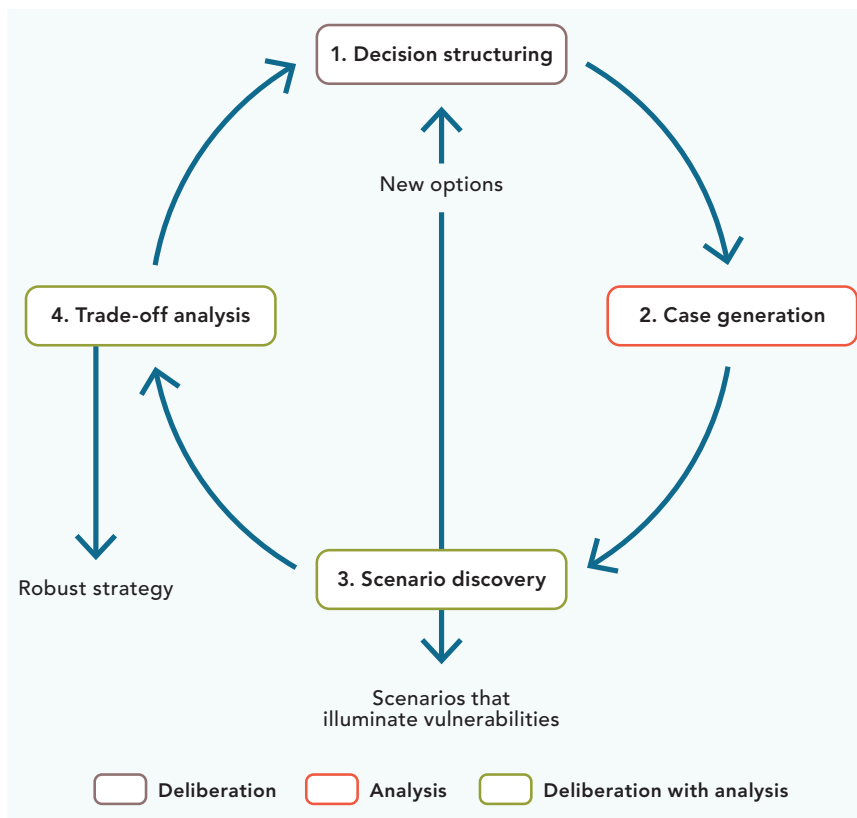 1. Decision structuring
New options
4. Trade-off analysis
2. Case generation
3. Scenario discovery
Robust strategy
Scenarios that
illuminate vulnerabilities
Deliberation
Analysis
Deliberation with analysis